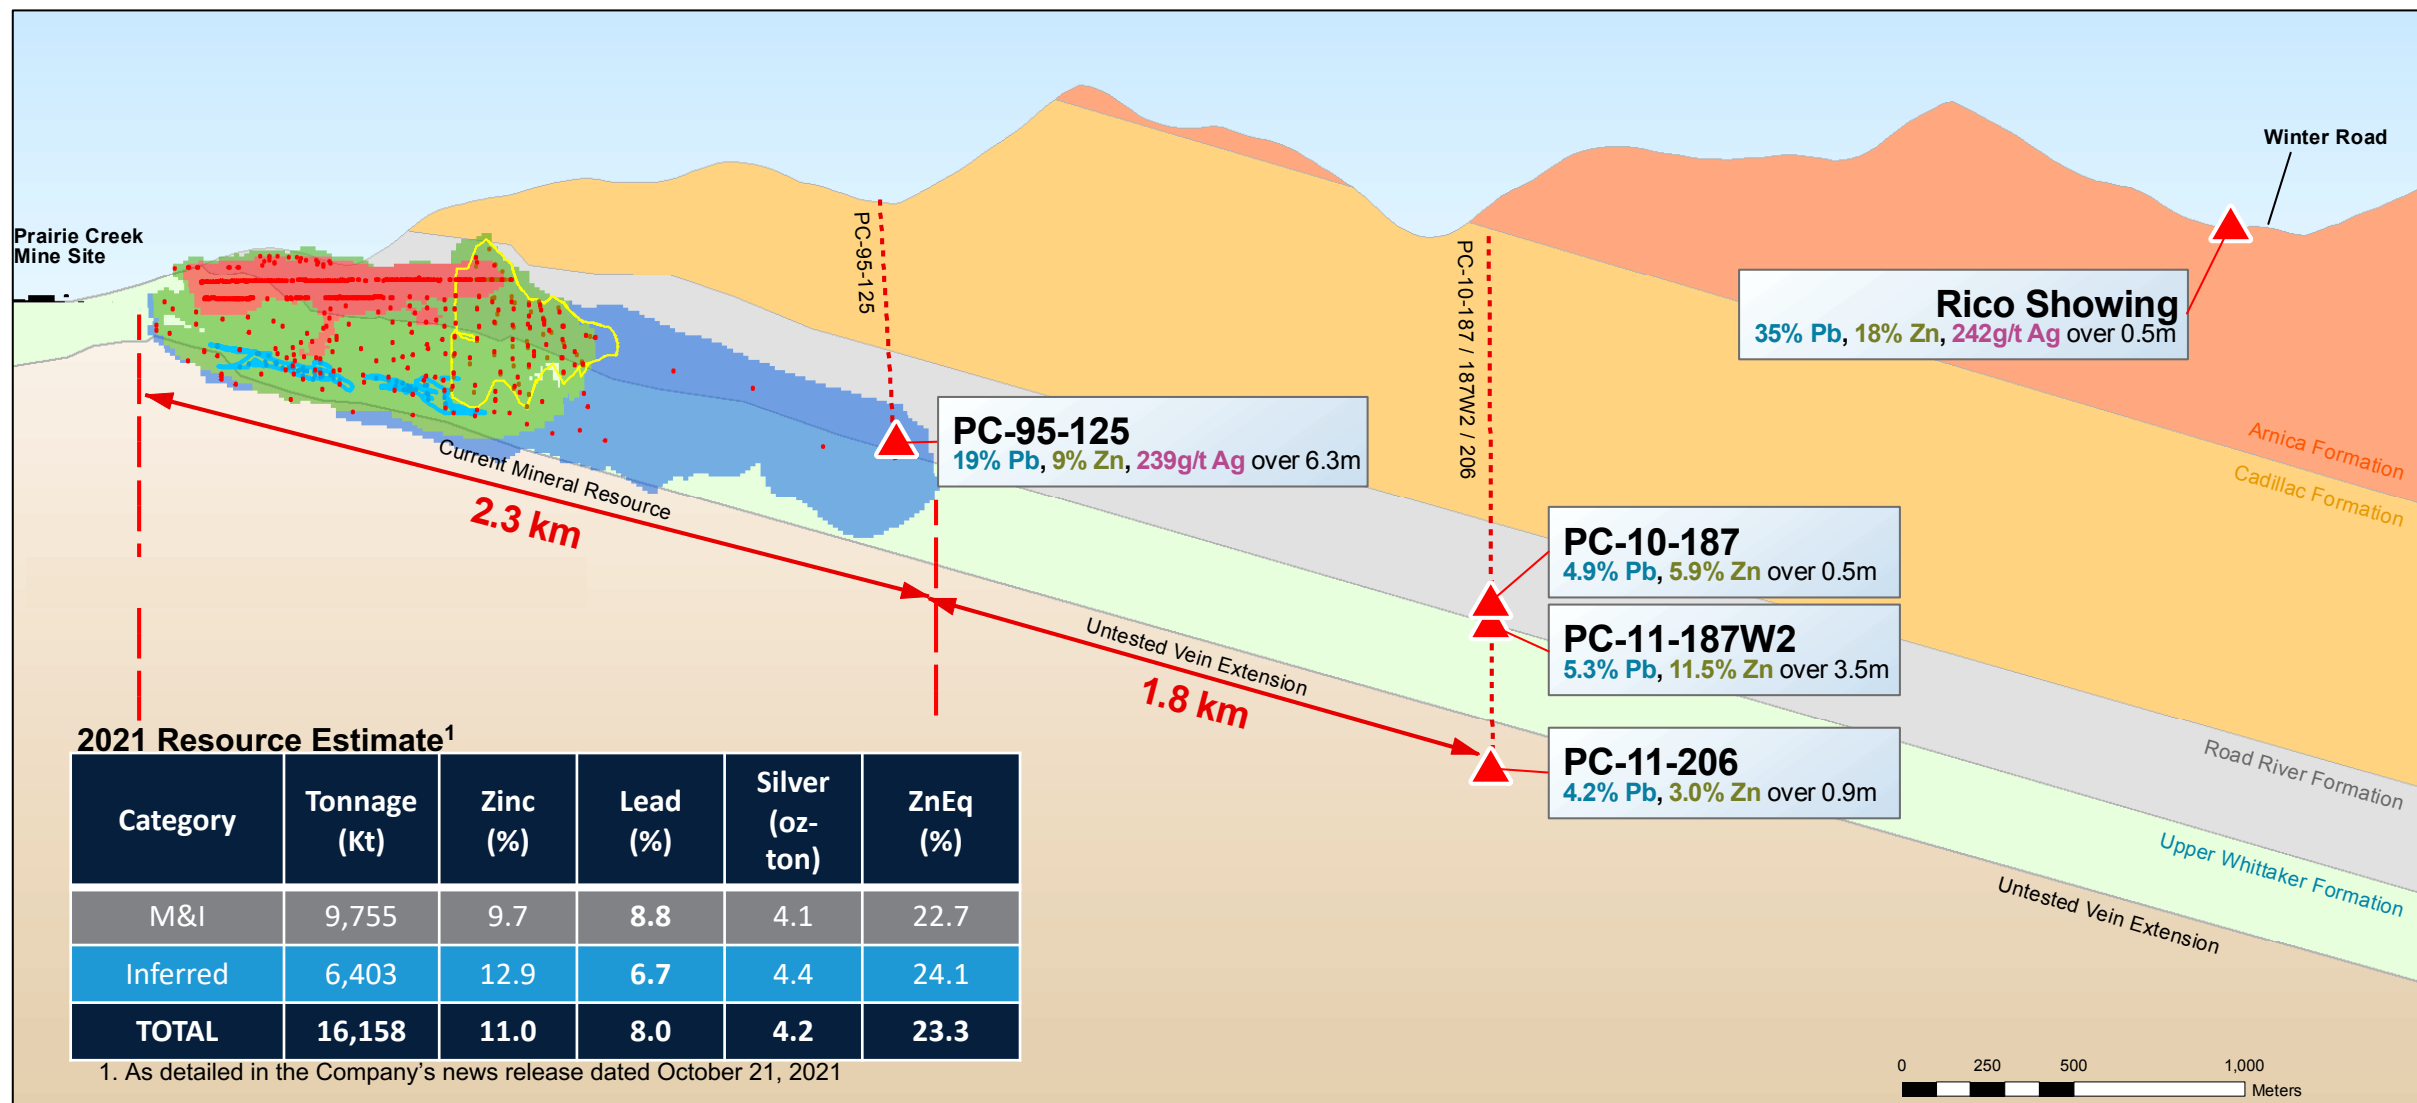 Winter Road
Prairie Creek
Mine Site
PC-95-125
PC-10-187 / 187W2 / 206
Rico Showing
35% Pb, 18% Zn, 242g/t Ag over 0.5m
PC-95-125
19% Pb, 9% Zn, 239g/t Ag over 6.3m
Arnica Formation
Cadillac Formation
Current Mineral Resource
2.3 km
PC-10-187
4.9% Pb, 5.9% Zn over 0.5m
PC-11-187W2
5.3% Pb, 11.5% Zn over 3.5m
Untested Vein Extension
1.8 km
PC-11-206
4.2% Pb, 3.0% Zn over 0.9m
Road River Formation
Upper Whittaker Formation
Untested Vein Extension
2021 Resource Estimate1
Category Tonnage (Kt) Zinc (%) Lead (%) Silver (oz-ton) ZnEq (%)
M&I 9,755 9.7 8.8 4.1 22.7
Inferred 6,403 12.9 6.7 4.4 24.1
TOTAL 16,158 11.0 8.0 4.2 23.3
1. As detailed in the Company's news release dated October 21, 2021
0 250 500 1,000
Meters